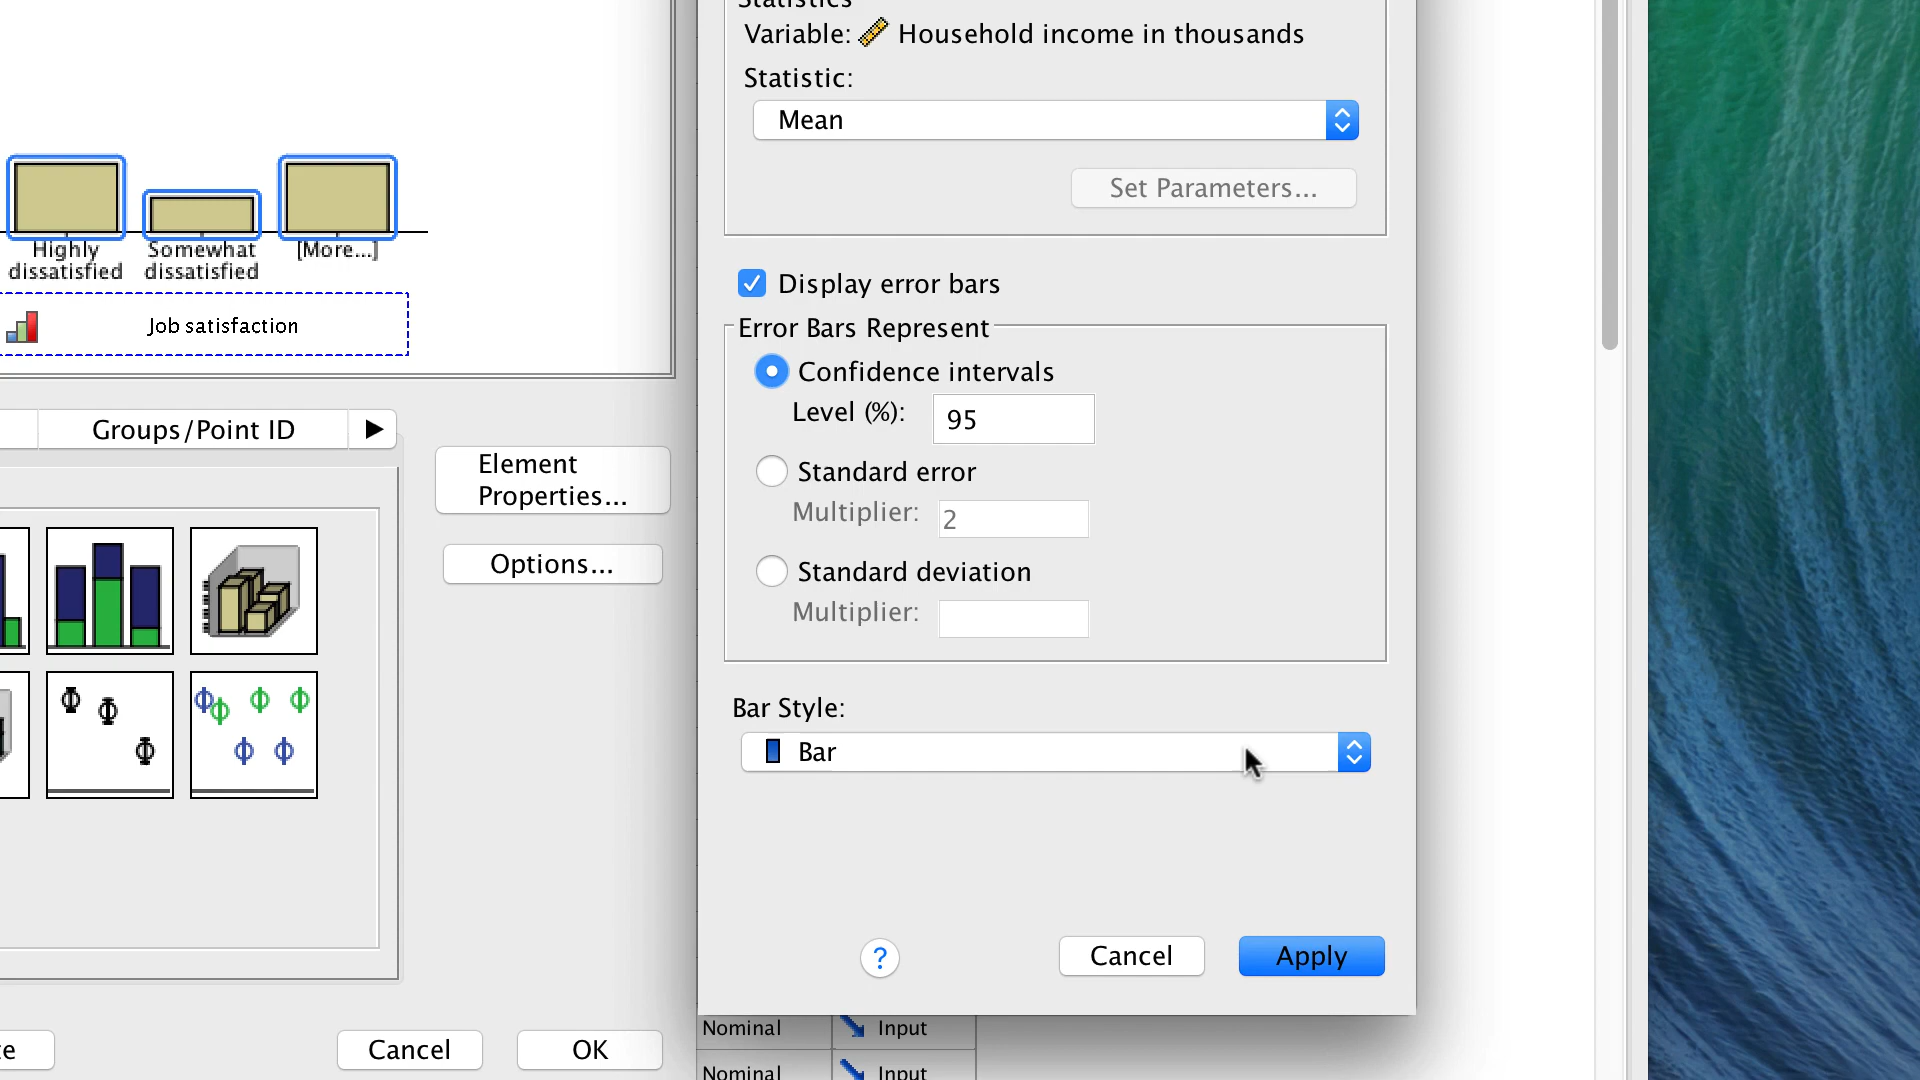 Statistics
Variable: Household income in thousands
Statistic:
Mean
Set Parameters...
Highly dissatisfied
Somewhat dissatisfied
[More...]
Job satisfaction
Display error bars
Error Bars Represent
Confidence intervals
Level (%): 95
Standard error
Multiplier: 2
Standard deviation
Multiplier:
Groups/Point ID
Element
Properties...
Options...
Bar Style:
Bar
?
Cancel
Apply
Cancel
OK
Nominal
Input
Nominal
Input